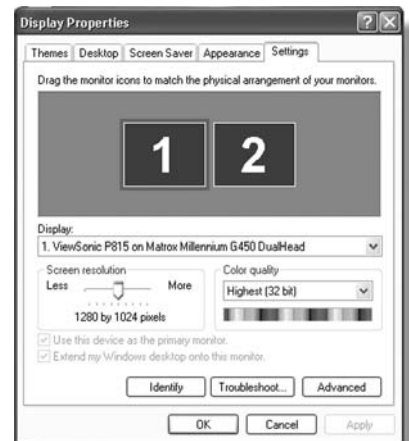 Display Properties
Themes Desktop Screen Saver Appearance Settings
Drag the monitor icons to match the physical arrangement of your monitors.
1 2
Display:
1. ViewSonic P815 on Matrox Millennium G450 DualHead
Screen resolution Color quality
Less More Highest (32 bit)
1280 by 1024 pixels
Use this device as the primary monitor.
Extend my Windows desktop onto this monitor.
Identify Troubleshoot... Advanced
OK Cancel Apply